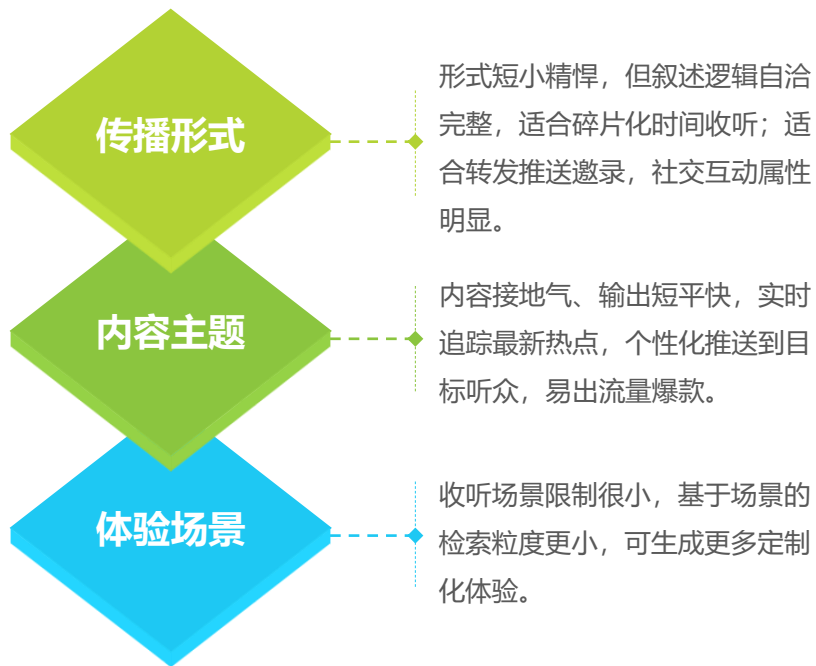 传播形式
形式短小精悍，但叙述逻辑自洽
完整，适合碎片化时间收听；适
合转发推送邀录，社交互动属性
明显。
内容主题
内容接地气、输出短平快，实时
追踪最新热点，个性化推送到目
标听众，易出流量爆款。
体验场景
收听场景限制很小，基于场景的
检索粒度更小，可生成更多定制
化体验。